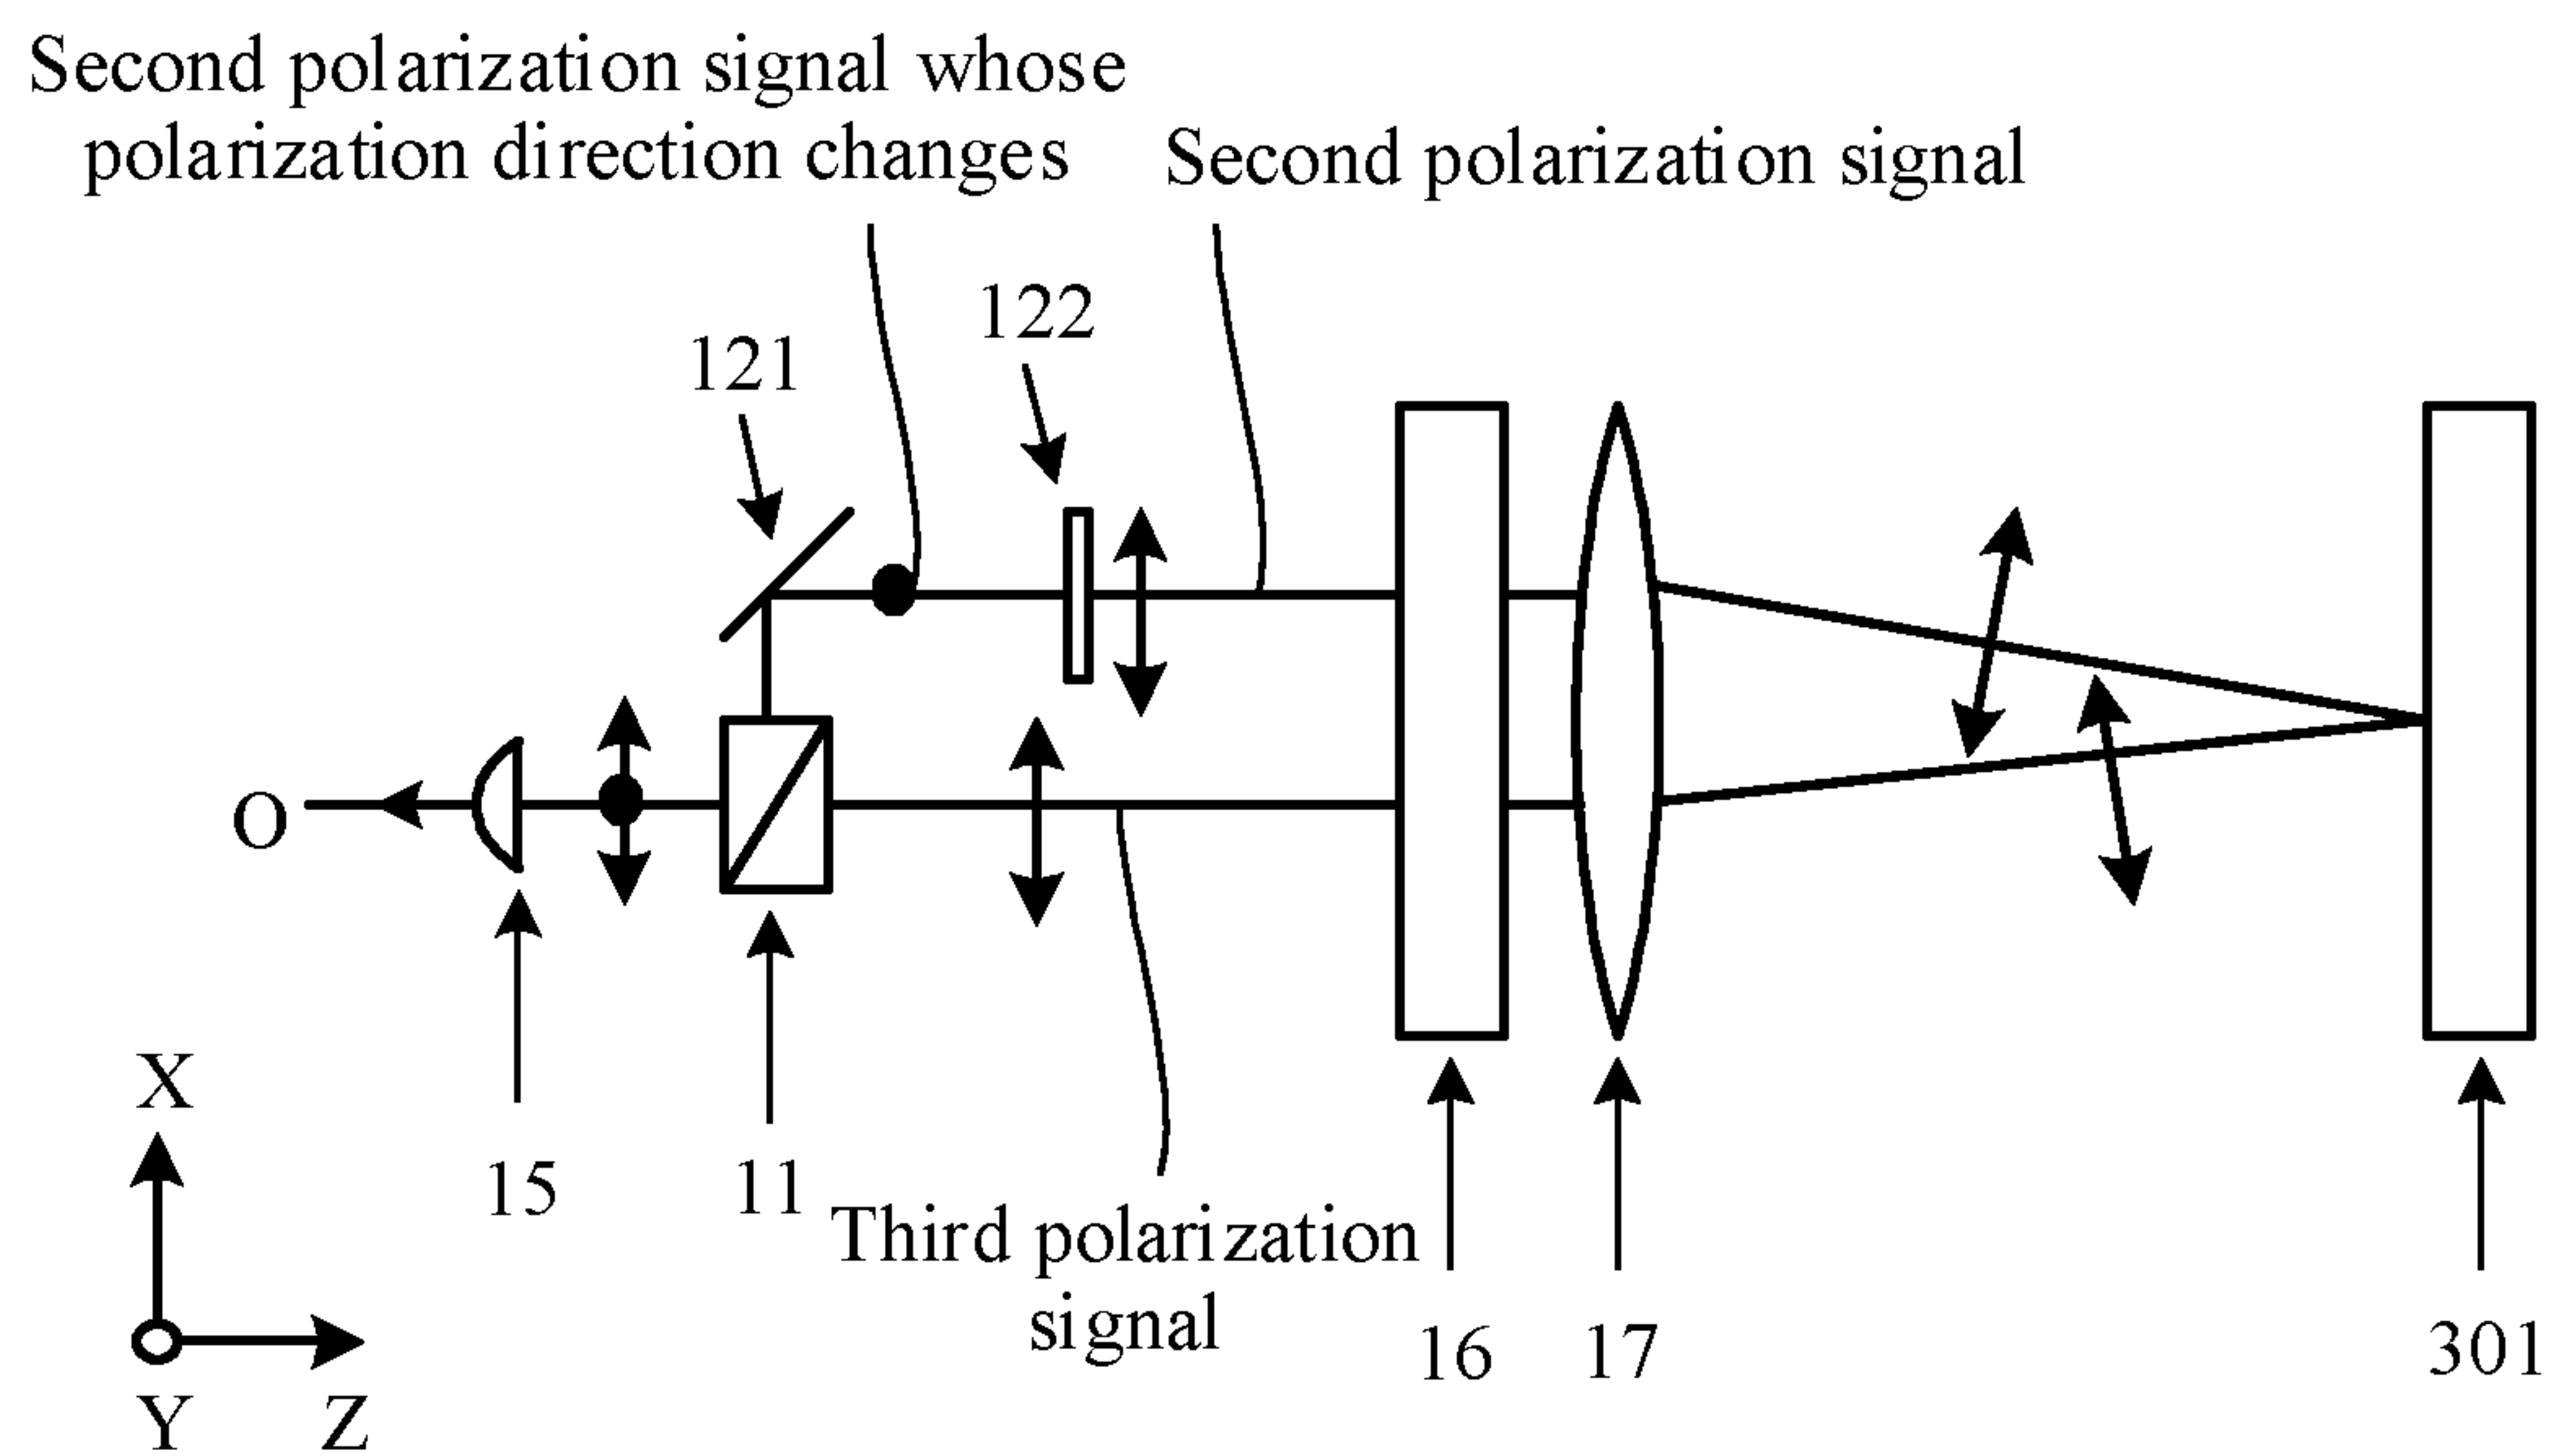 Second polarization signal whose
polarization direction changes
Second polarization signal
122
121
O
X
15
11
Third polarization
signal
16
17
301
Y
Z